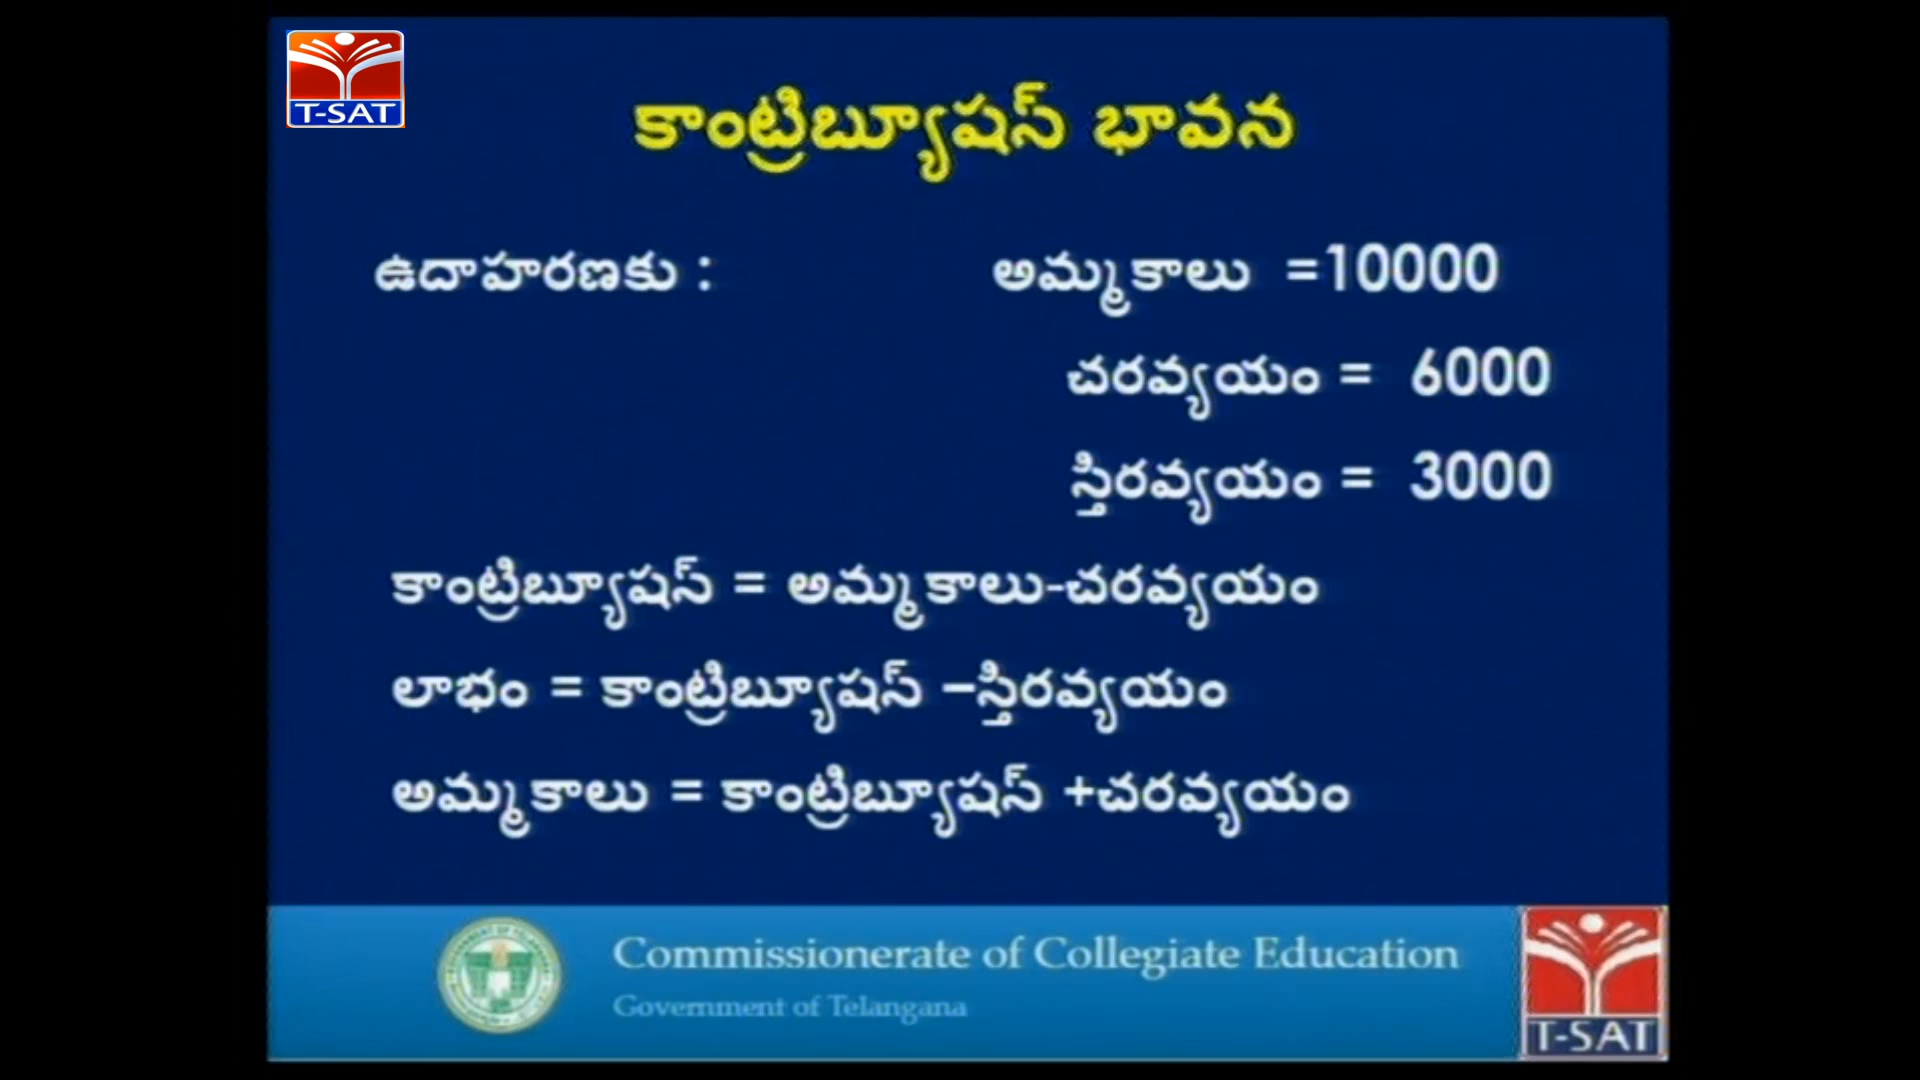 T-SAT
కాంట్రిబ్యూషన్ భావన
ఉదాహరణకు : అమ్మకాలు =10000
చరవ్యయం = 6000
స్తిరవ్యయం = 3000
కాంట్రిబ్యూషన్ = అమ్మకాలు-చరవ్యయం
లాభం = కాంట్రిబ్యూషన్ –స్తిరవ్యయం
అమ్మకాలు = కాంట్రిబ్యూషన్ +చరవ్యయం
Commissionerate of Collegiate Education
Government of Telangana
T-SAT